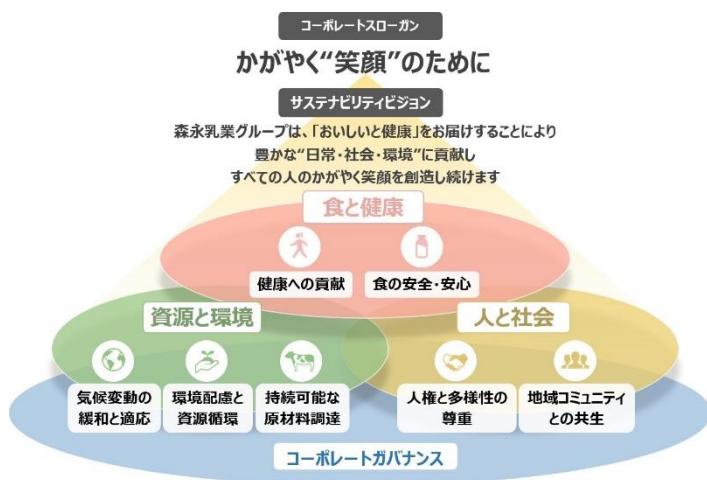 コーポレートスローガン
かがやく“笑顔”のために
サステナビリティビジョン
森永乳業グループは、「おいしいと健康」をお届けすることにより
豊かな“日常・社会・環境”に貢献し
すべての人のかがやく笑顔を創造し続けます
食と健康
健康への貢献
食の安全・安心
資源と環境
気候変動の
緩和と適応
環境配慮と
資源循環
持続可能な
原材料調達
人と社会
人権と多様性の
尊重
地域コミュニティ
との共生
コーポレートガバナンス